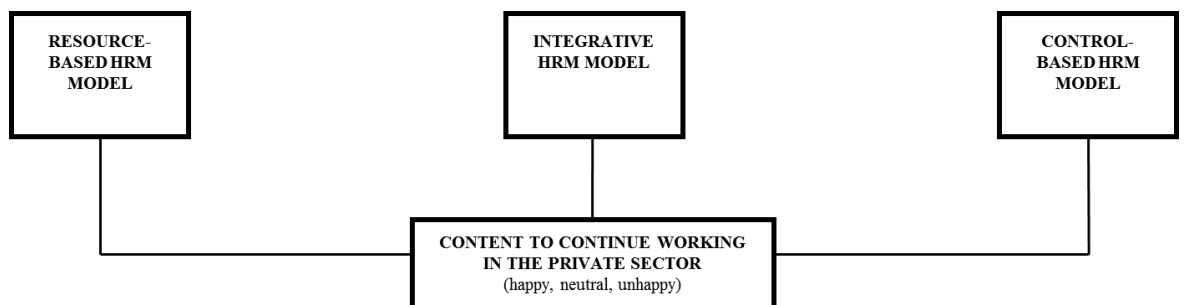 RESOURCE-
BASED HRM
MODEL
INTEGRATIVE
HRM MODEL
CONTROL-
BASED HRM
MODEL
CONTENT TO CONTINUE WORKING
IN THE PRIVATE SECTOR
(happy, neutral, unhappy)